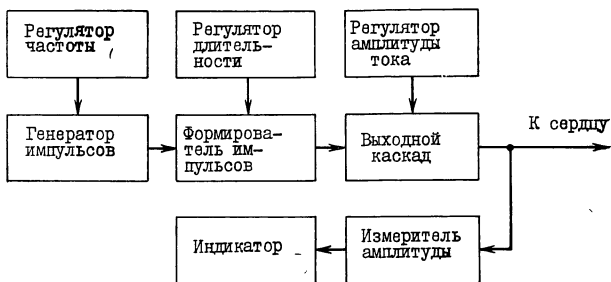 Регулятор
частоты
Регулятор
длитель-
ности
Регулятор
амплитуды
тока
Генератор
импульсов
Формирова-
тель им-
пульсов
Выходной
каскад
К сердцу
Индикатор
Измеритель
амплитуды